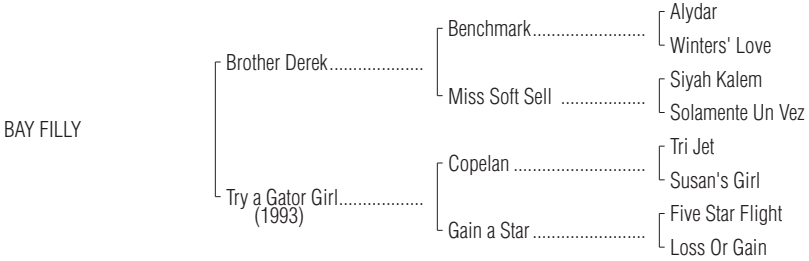 Alydar
Benchmark........................
Winters' Love
Brother Derek....................
Siyah Kalem
Miss Soft Sell ..................
Solamente Un Vez
BAY FILLY
Tri Jet
Copelan ............................
Susan's Girl
Try a Gator Girl..................
(1993)
Five Star Flight
Gain a Star ........................
Loss Or Gain